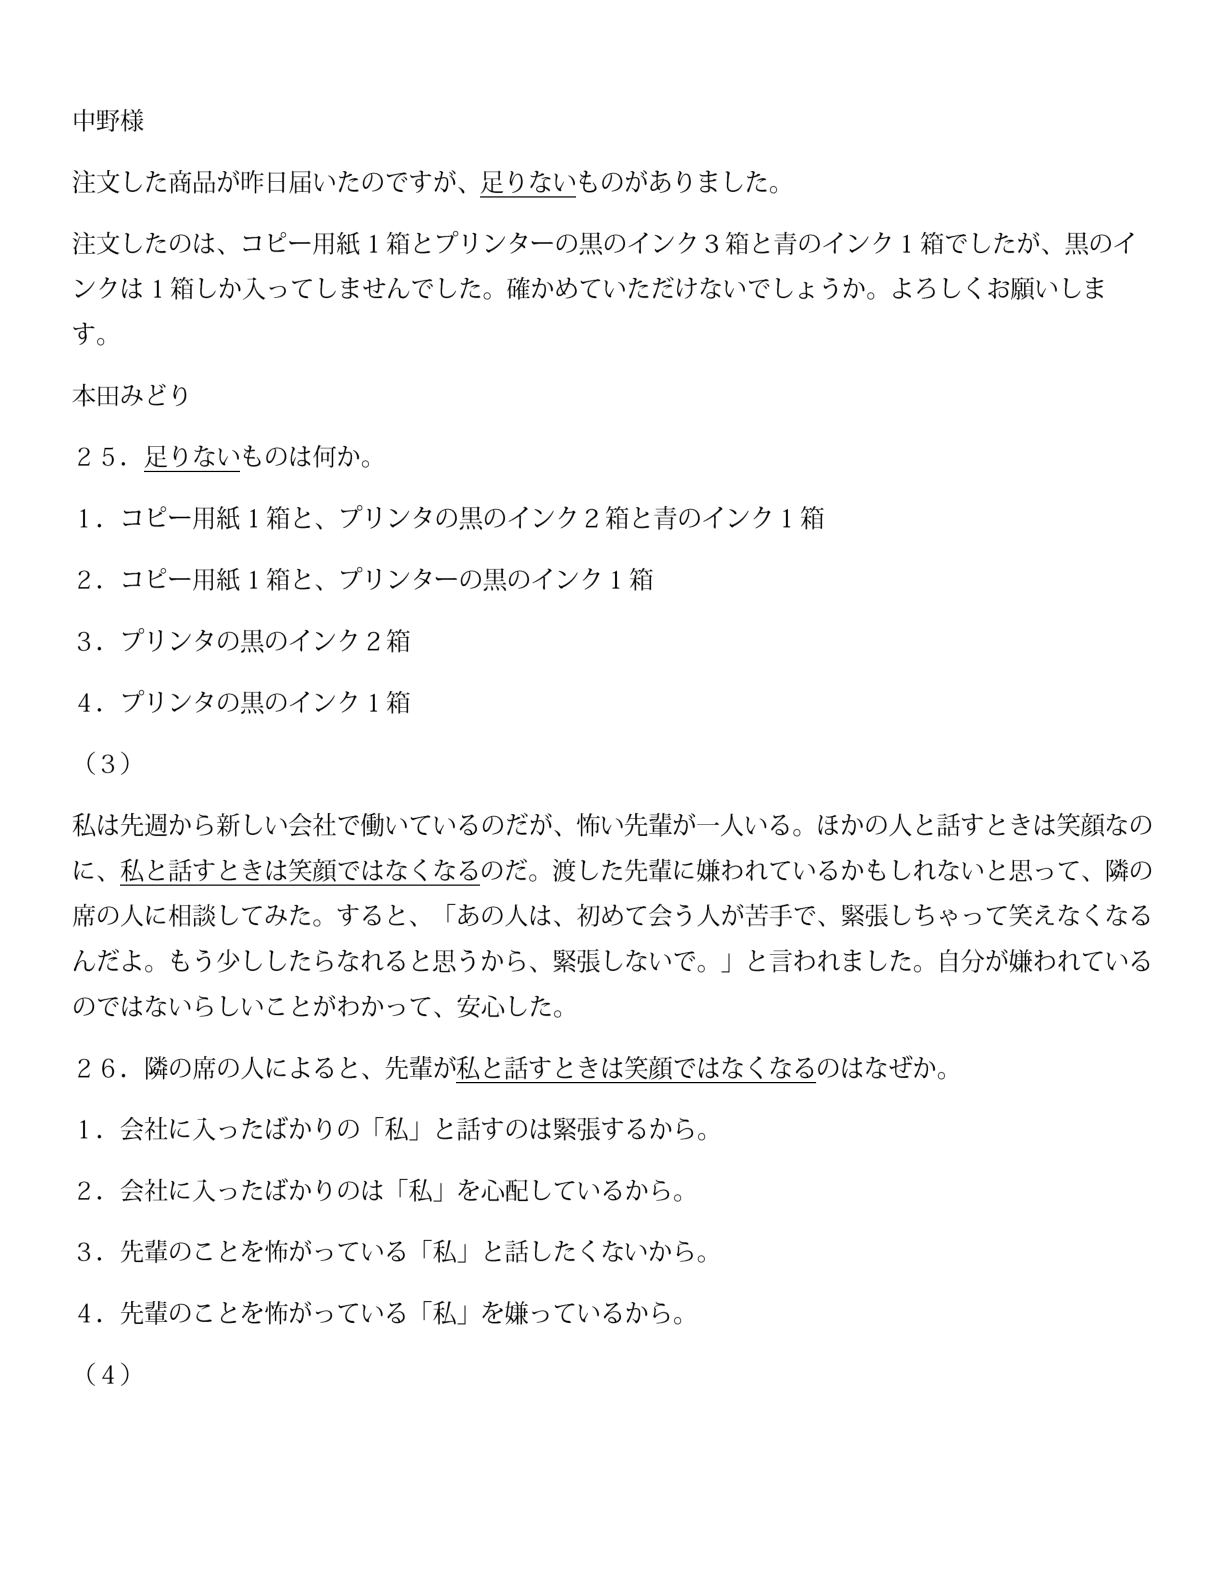 中野様
注文した商品が昨日届いたのですが、足りないものがありました。
注文したのは、コピー用紙１箱とプリンターの黒のインク３箱と青のインク１箱でしたが、黒のイ
ンクは１箱しか入ってしませんでした。確かめていただけないでしょうか。よろしくお願いしま
す。
本田みどり
２５．足りないものは何か。
１．コピー用紙１箱と、プリンタの黒のインク２箱と青のインク１箱
２．コピー用紙１箱と、プリンターの黒のインク１箱
３．プリンタの黒のインク２箱
４．プリンタの黒のインク１箱
（３）
私は先週から新しい会社で働いているのだが、怖い先輩が一人いる。ほかの人と話すときは笑顔なの
に、私と話すときは笑顔ではなくなるのだ。渡した先輩に嫌われているかもしれないと思って、隣の
席の人に相談してみた。すると、「あの人は、初めて会う人が苦手で、緊張しちゃって笑えなくなる
んだよ。もう少ししたらなれると思うから、緊張しないで。」と言われました。自分が嫌われている
のではないらしいことがわかって、安心した。
２６．隣の席の人によると、先輩が私と話すときは笑顔ではなくなるのはなぜか。
１．会社に入ったばかりの「私」と話すのは緊張するから。
２．会社に入ったばかりのは「私」を心配しているから。
３．先輩のことを怖がっている「私」と話したくないから。
４．先輩のことを怖がっている「私」を嫌っているから。
（４）